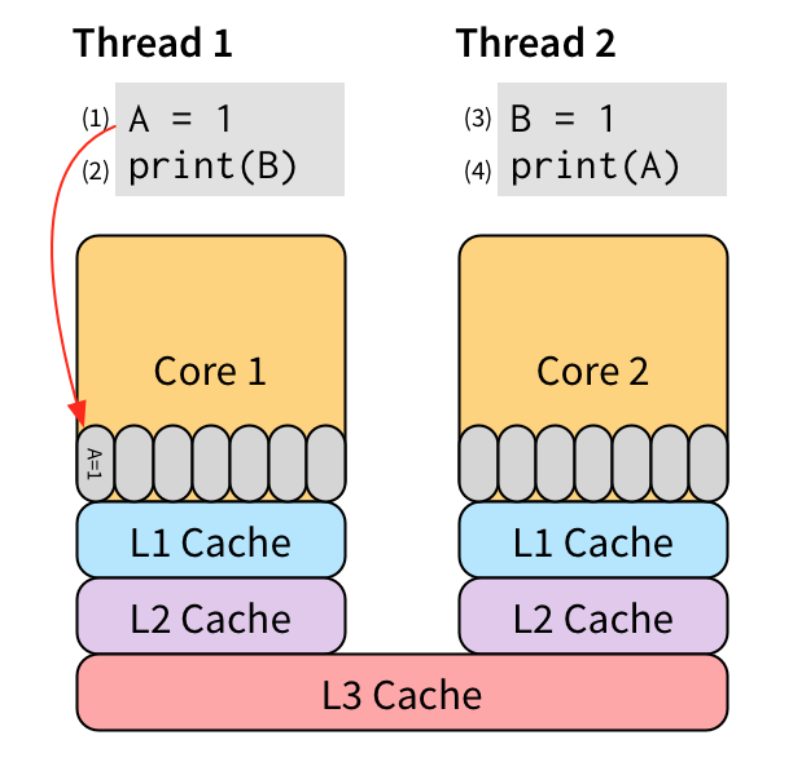 Thread 1
(1) A = 1
(2) print(B)
Thread 2
(3) B = 1
(4) print(A)
Core 1
Core 2
A=1
L1 Cache
L1 Cache
L2 Cache
L2 Cache
L3 Cache